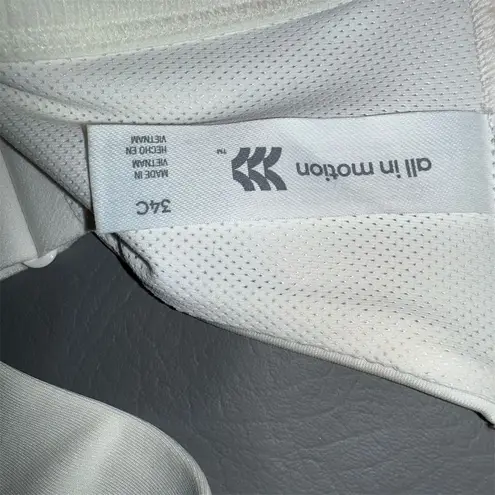 all in motion
TM
34C
MADE IN
VIETNAM
HECHO EN
VIETNAM